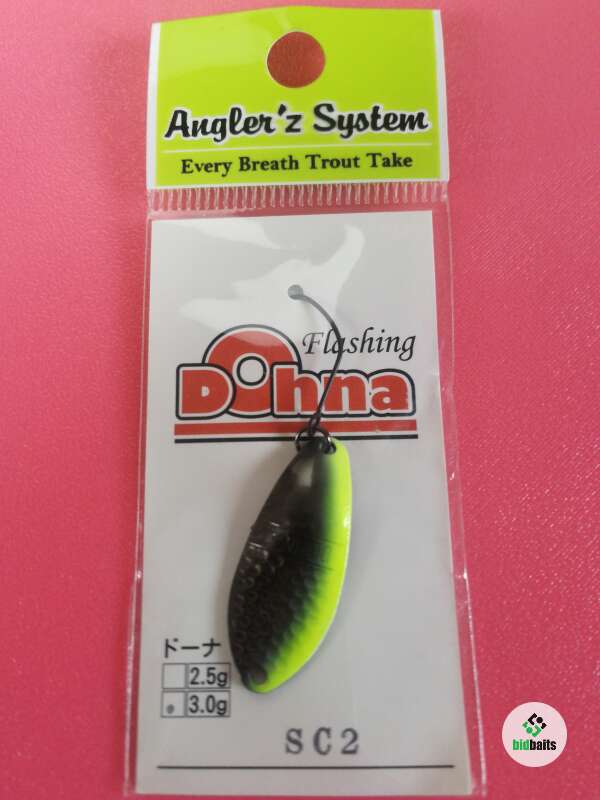 Angler'z System
Every Breath Trout Take
Flashing
Dohna
ドーナ
2.5g
3.0g
SC2
bidbaits